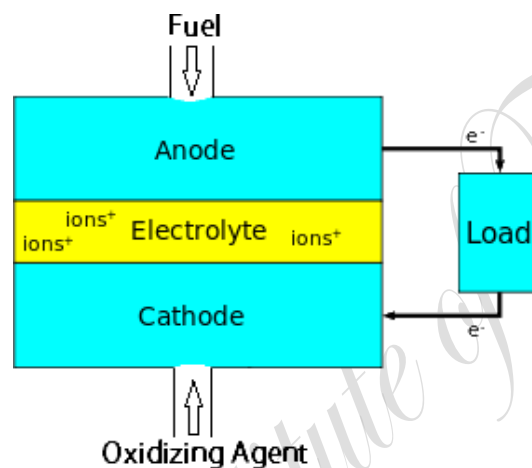 Fuel
Anode
e-
ions+
ions+
Electrolyte
ions+
Load
Cathode
e-
Oxidizing Agent